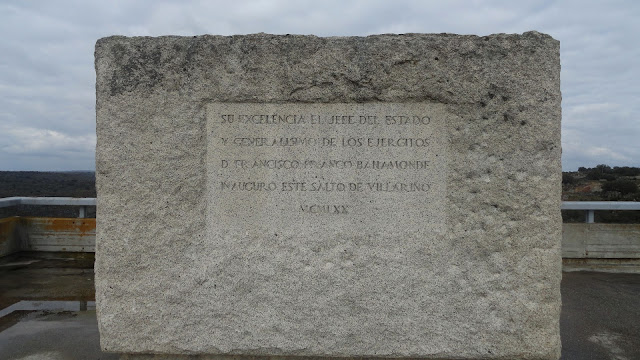 SU EXCELENCIA EL JEFE DEL ESTADO
Y GENERALISIMO DE LOS EJERCITOS
D. FRANCISCO FRANCO BAHAMONDE
INAUGURO ESTE SALTO DE VILLARINO
MCMLXX